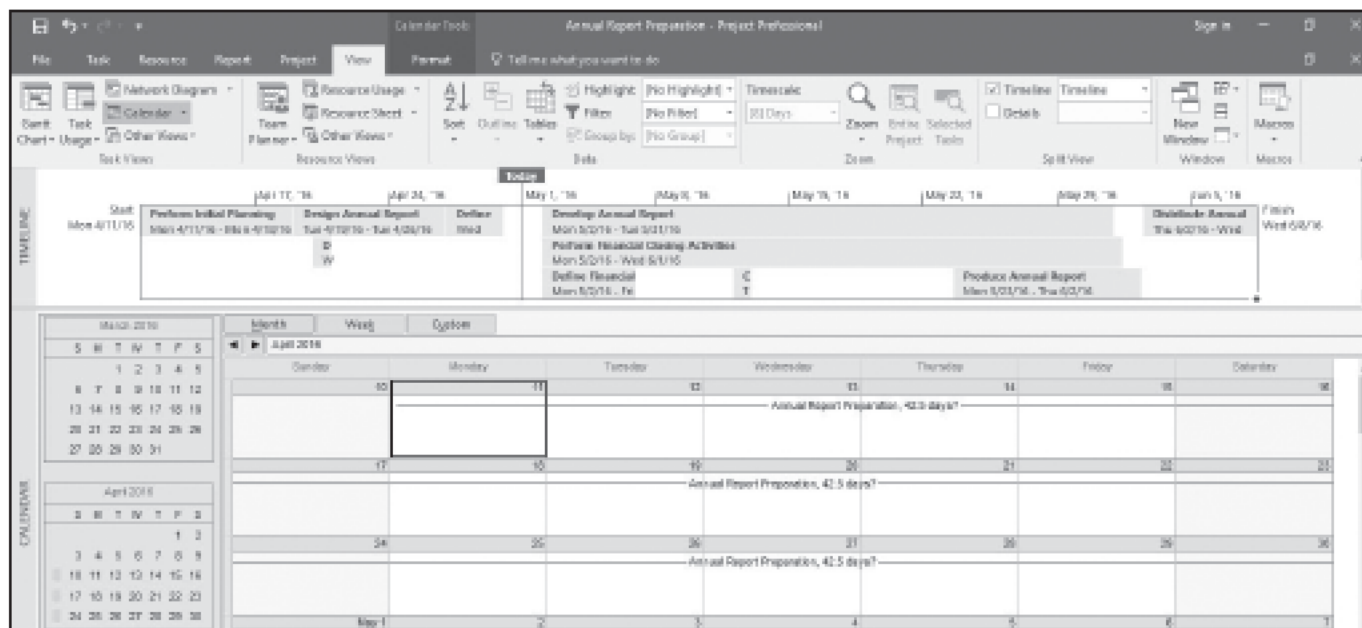 Calendar Tools Annual Report Preparation - Project Professional Sign in
File Task Resource Report Project View Format Tell me what you want to do
Gantt Chart Task Usage Network Diagram Calendar Other Views Team Planner Resource Usage Resource Sheet Other Views Sort Outline Tables Highlight: [No Highlight] Filter: [No Filter] Group by: [No Group] Timescale: Days Zoom Entire Project Selected Tasks Timeline Timeline Details New Window Macros
Task Views Resource Views Data Zoom Split View Window Macros
Today
Apr 17, '16 Apr 24, '16 May 1, '16 May 8, '16 May 15, '16 May 22, '16 May 29, '16 Jun 5, '16
TIMELINE
Start
Mon 4/11/16
Perform Initial Planning Design Annual Report Define Develop Annual Report Distribute Annual
Mon 4/11/16 - Mon 4/18/16 Tue 4/19/16 - Tue 4/26/16 Wed Mon 5/2/16 - Tue 5/31/16 Thu 6/2/16 - Wed
Finish
Wed 6/8/16
D Perform Financial Closing Activities
W Mon 5/2/16 - Wed 6/1/16
Define Financial C Produce Annual Report
Mon 5/2/16 - Fri T Mon 5/23/16 - Thu 6/2/16
CALENDAR
March 2016
S M T W T F S
1 2 3 4 5
6 7 8 9 10 11 12
13 14 15 16 17 18 19
20 21 22 23 24 25 26
27 28 29 30 31
April 2016
S M T W T F S
1 2
3 4 5 6 7 8 9
10 11 12 13 14 15 16
17 18 19 20 21 22 23
24 25 26 27 28 29 30
Month Week Custom
April 2016
Sunday Monday Tuesday Wednesday Thursday Friday Saturday
10 11 12 13 14 15 16
Annual Report Preparation, 42.5 days?
17 18 19 20 21 22 23
Annual Report Preparation, 42.5 days?
24 25 26 27 28 29 30
Annual Report Preparation, 42.5 days?
May 1 2 3 4 5 6 7